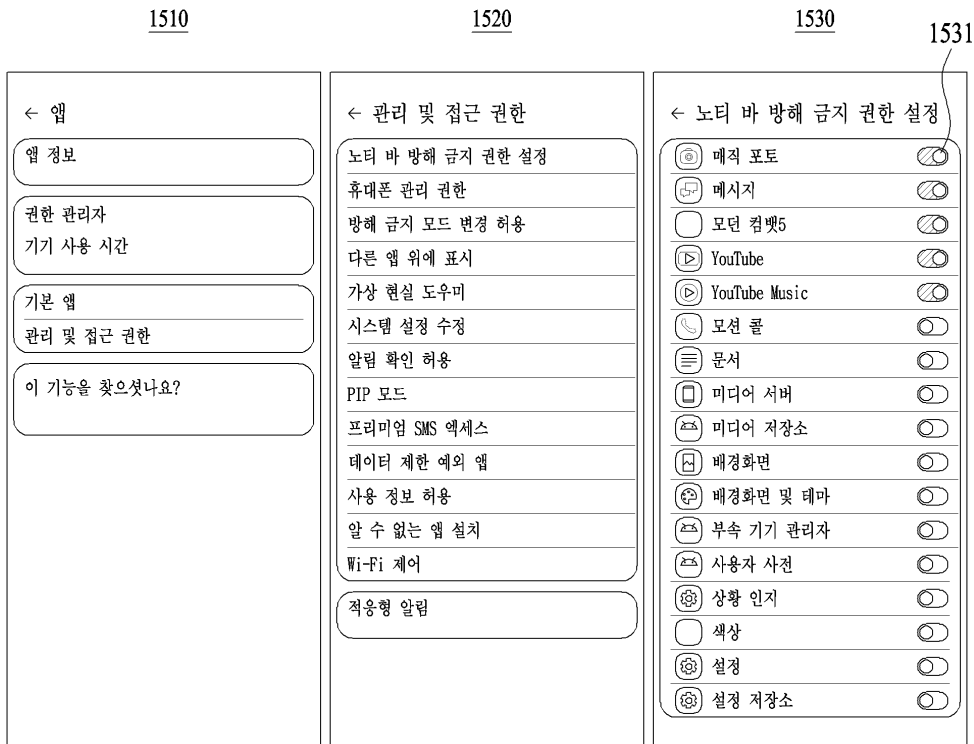 1510
1520
1530
1531
← 앱
앱 정보
권한 관리자
기기 사용 시간
기본 앱
관리 및 접근 권한
이 기능을 찾으셧나요?
← 관리 및 접근 권한
노티 바 방해 금지 권한 설정
휴대폰 관리 권한
방해 금지 모드 변경 허용
다른 앱 위에 표시
가상 현실 도우미
시스템 설정 수정
알림 확인 허용
PIP 모드
프리미엄 SMS 엑세스
데이터 제한 예외 앱
사용 정보 허용
알 수 없는 앱 설치
Wi-Fi 제어
적응형 알림
← 노티 바 방해 금지 권한 설정
매직 포토
메시지
모던 컴뱃5
YouTube
YouTube Music
모션 콜
문서
미디어 서버
미디어 저장소
배경화면
배경화면 및 테마
부속 기기 관리자
사용자 사전
상황 인지
색상
설정
설정 저장소